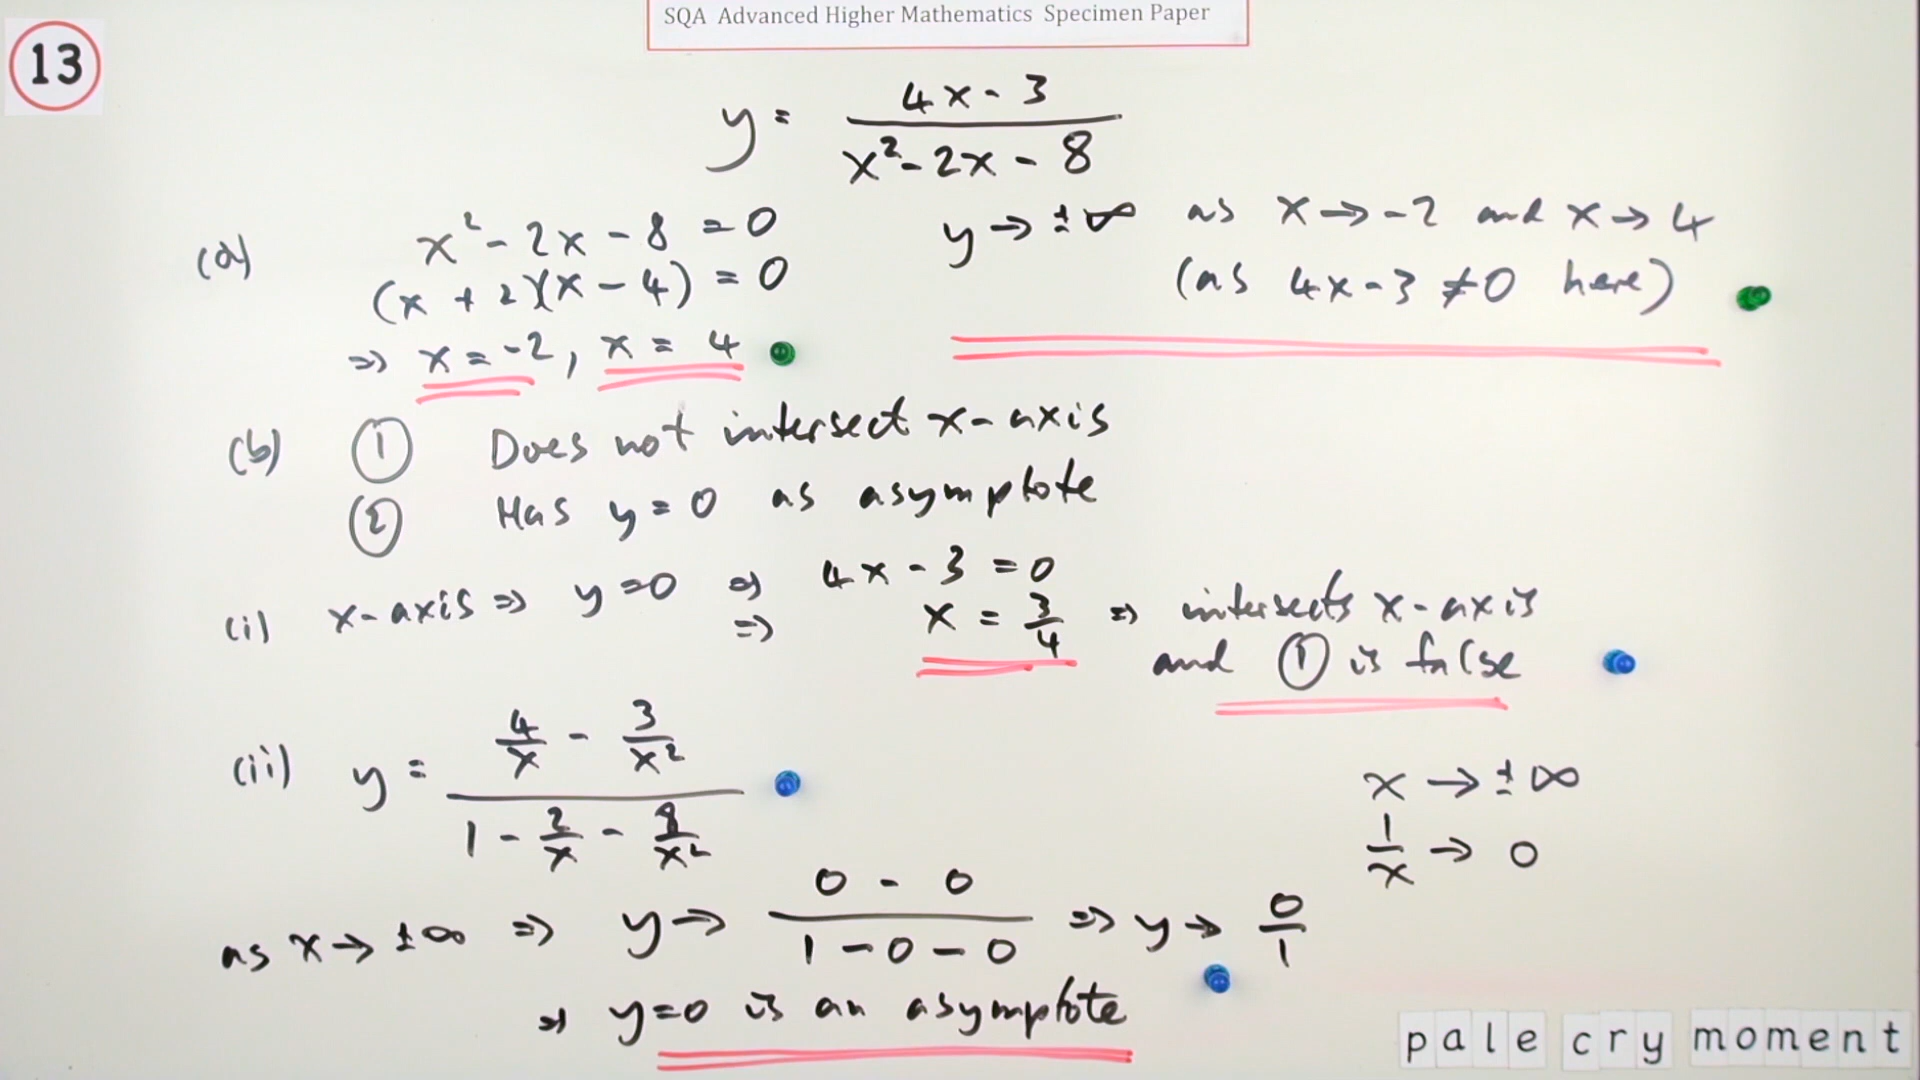 SQA Advanced Higher Mathematics Specimen Paper
13
y = (4x - 3)/(x² - 2x - 8)
(a) x² - 2x - 8 = 0
(x + 2)(x - 4) = 0
⇒ x = -2, x = 4
y → ±∞ as x → -2 and x → 4
(as 4x - 3 ≠ 0 here)
(b) ① Does not intersect x-axis
② Has y = 0 as asymptote
(i) x-axis ⇒ y = 0 ⇒ 4x - 3 = 0
⇒ x = 3/4 ⇒ intersects x-axis
and ① is false
(ii) y = (4/x - 3/x²)/(1 - 2/x - 8/x²)
x → ±∞
1/x → 0
as x → ±∞ ⇒ y → (0 - 0)/(1 - 0 - 0) ⇒ y → 0/1
⇒ y = 0 is an asymptote
pale cry moment